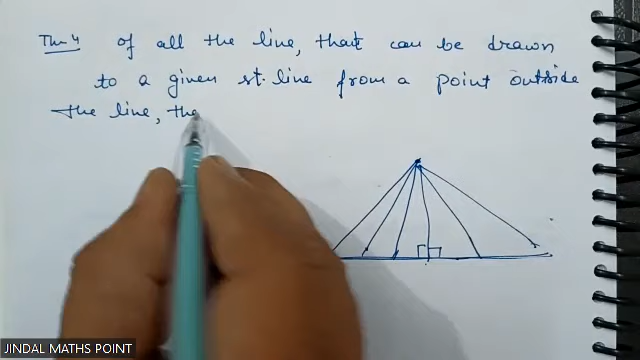 Thm 4 of all the line, that can be drawn
to a given st. line from a point outside
the line, the
JINDAL MATHS POINT